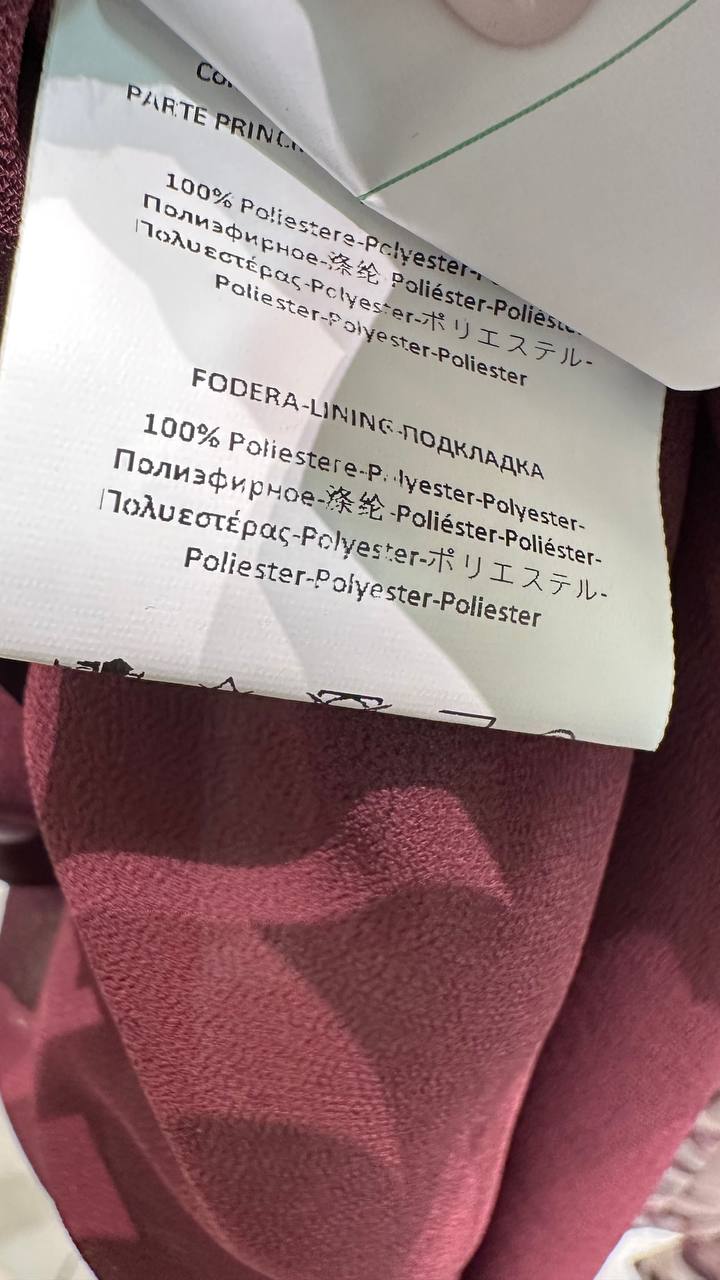 PARTE
100% Poliestere-Polyester-
Полиэфирное-涤纶 Poliéster-Poliéster
Πολυεστέρας-Polyester-ポリエステル-
Poliester-Polyester-Poliester
FODERA-LINING-ПОДКЛАДКА
100% Poliestere-Polyester-Polyester-
Полиэфирное-涤纶-Poliéster-Poliéster-
Πολυεστέρας-Polyester-ポリエステル-
Poliester-Polyester-Poliester